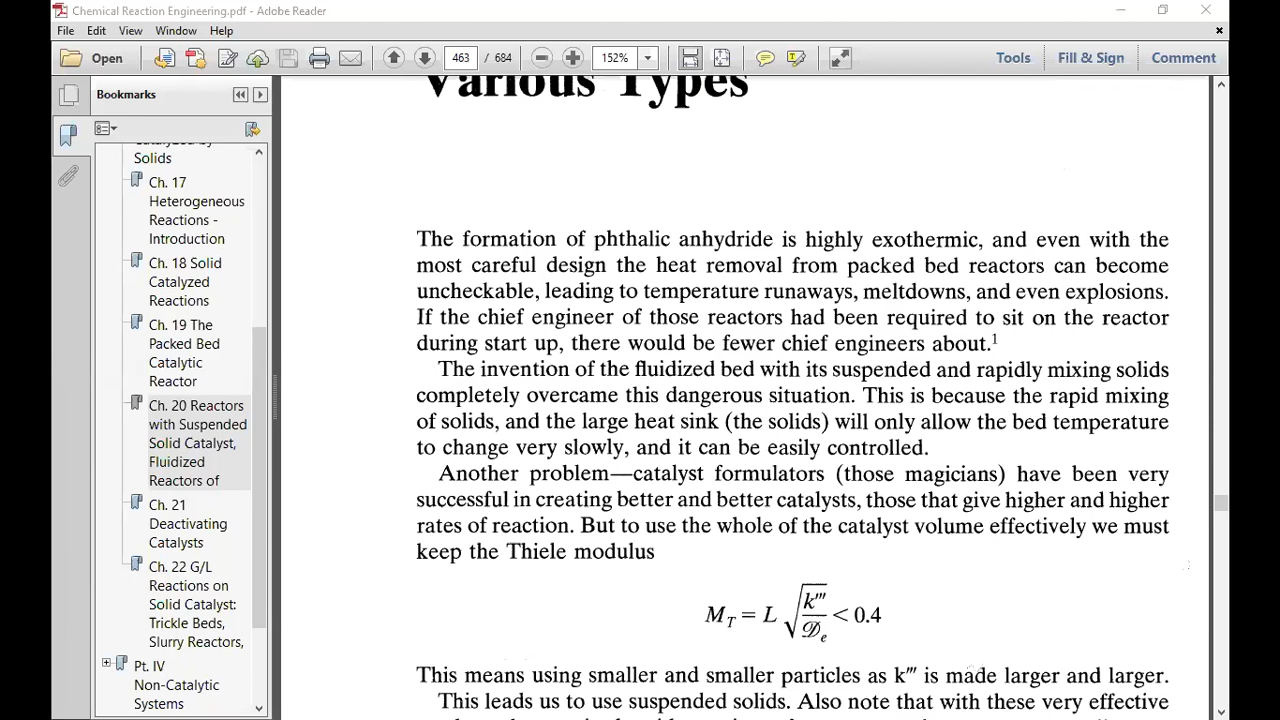 Chemical Reaction Engineering.pdf - Adobe Reader
File Edit View Window Help
Open 463 / 684 152% Tools Fill & Sign Comment
Bookmarks
Catalyzed by
Solids
Ch. 17
Heterogeneous
Reactions -
Introduction
Ch. 18 Solid
Catalyzed
Reactions
Ch. 19 The
Packed Bed
Catalytic
Reactor
Ch. 20 Reactors
with Suspended
Solid Catalyst,
Fluidized
Reactors of
Ch. 21
Deactivating
Catalysts
Ch. 22 G/L
Reactions on
Solid Catalyst:
Trickle Beds,
Slurry Reactors,
Pt. IV
Non-Catalytic
Systems
Various Types
The formation of phthalic anhydride is highly exothermic, and even with the
most careful design the heat removal from packed bed reactors can become
uncheckable, leading to temperature runaways, meltdowns, and even explosions.
If the chief engineer of those reactors had been required to sit on the reactor
during start up, there would be fewer chief engineers about.¹
The invention of the fluidized bed with its suspended and rapidly mixing solids
completely overcame this dangerous situation. This is because the rapid mixing
of solids, and the large heat sink (the solids) will only allow the bed temperature
to change very slowly, and it can be easily controlled.
Another problem—catalyst formulators (those magicians) have been very
successful in creating better and better catalysts, those that give higher and higher
rates of reaction. But to use the whole of the catalyst volume effectively we must
keep the Thiele modulus
M_T = L √(k‴/𝒟_e) < 0.4
This means using smaller and smaller particles as k‴ is made larger and larger.
This leads us to use suspended solids. Also note that with these very effective